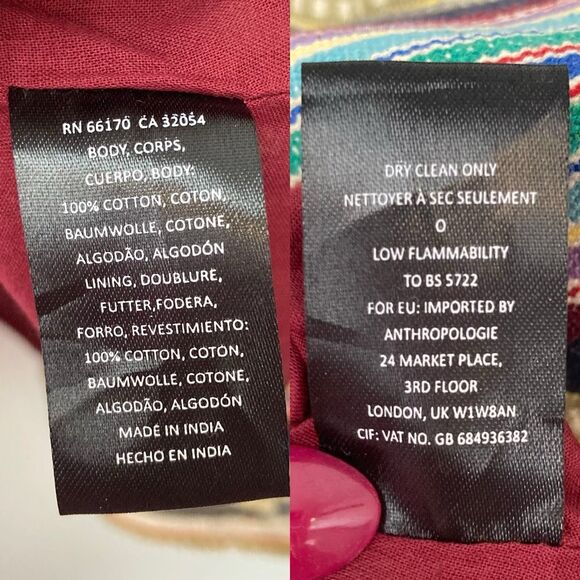 RN 66170 CA 32054
BODY, CORPS,
CUERPO, BODY:
100% COTTON, COTON,
BAUMWOLLE, COTONE,
ALGODÃO, ALGODÓN
LINING, DOUBLURE,
FUTTER,FODERA,
FORRO, REVESTIMIENTO:
100% COTTON, COTON,
BAUMWOLLE, COTONE,
ALGODÃO, ALGODÓN
MADE IN INDIA
HECHO EN INDIA
DRY CLEAN ONLY
NETTOYER À SEC SEULEMENT
O
LOW FLAMMABILITY
TO BS 5722
FOR EU: IMPORTED BY
ANTHROPOLOGIE
24 MARKET PLACE,
3RD FLOOR
LONDON, UK W1W8AN
CIF: VAT NO. GB 684936382